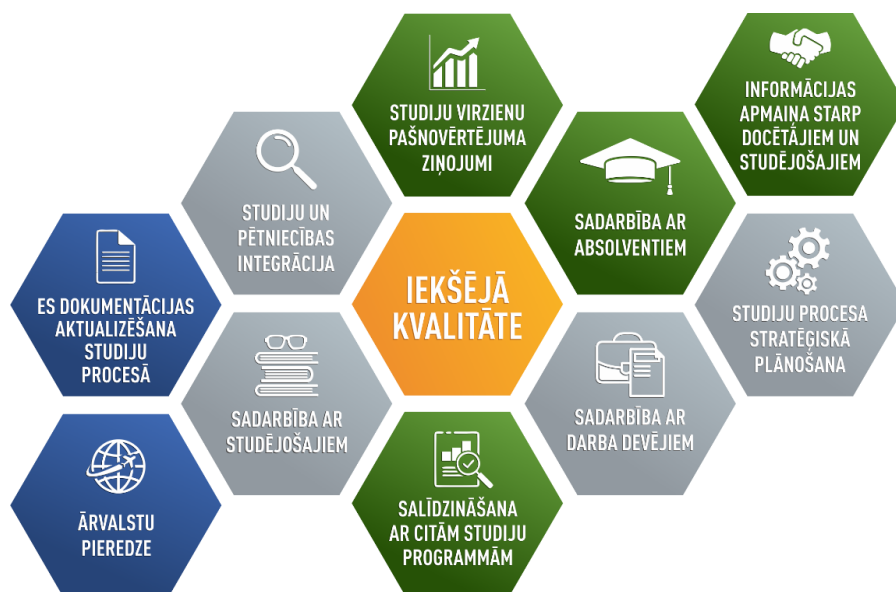 STUDIJU VIRZIENU
PAŠNOVĒRTĒJUMA
ZIŅOJUMI
INFORMĀCIJAS
APMAIŅA STARP
DOCĒTĀJIEM UN
STUDĒJOŠAJIEM
STUDIJU UN
PĒTNIECĪBAS
INTEGRĀCIJA
SADARBĪBA AR
ABSOLVENTIEM
ES DOKUMENTĀCIJAS
AKTUALIZĒŠANA
STUDIJU
PROCESĀ
IEKŠĒJĀ
KVALITĀTE
STUDIJU PROCESA
STRATĒĢISKĀ
PLĀNOŠANA
SADARBĪBA AR
STUDĒJOŠAJIEM
SADARBĪBA AR
DARBA DEVĒJIEM
ĀRVALSTU
PIEREDZE
SALĪDZINĀŠANA
AR CITĀM STUDIJU
PROGRAMMĀM